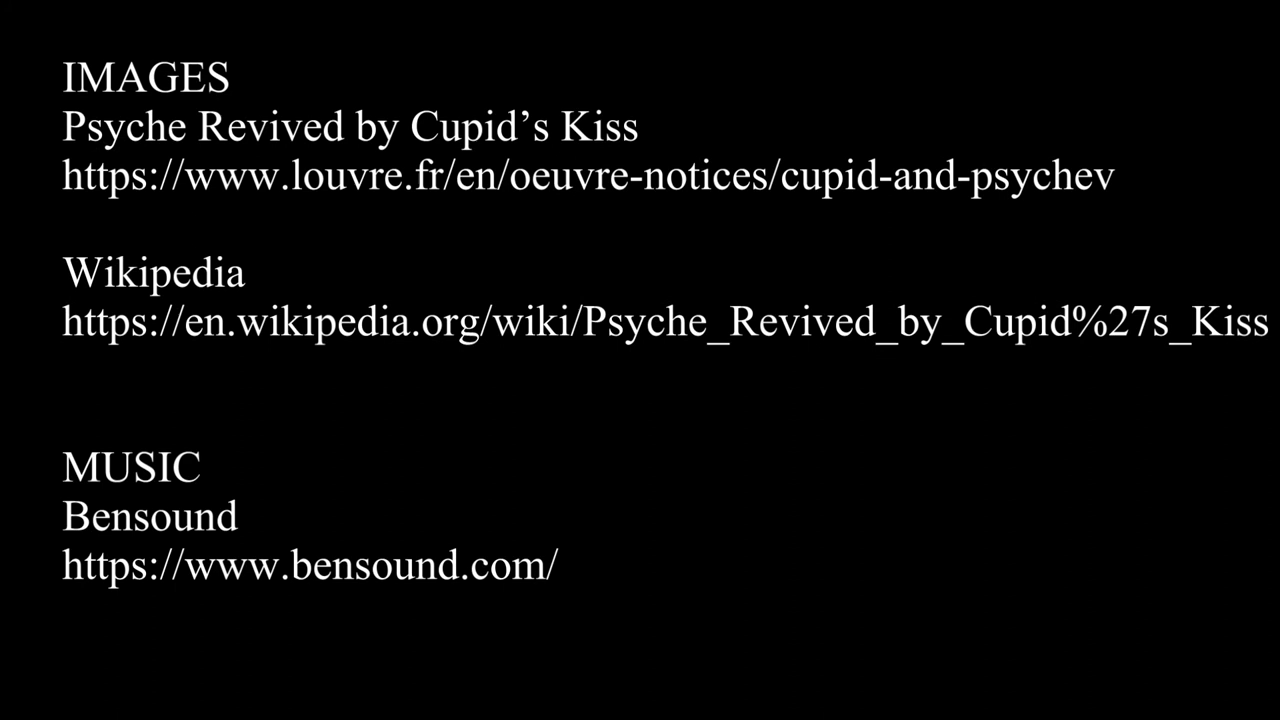 IMAGES
Psyche Revived by Cupid’s Kiss
https://www.louvre.fr/en/oeuvre-notices/cupid-and-psychev
Wikipedia
https://en.wikipedia.org/wiki/Psyche_Revived_by_Cupid%27s_Kiss
MUSIC
Bensound
https://www.bensound.com/